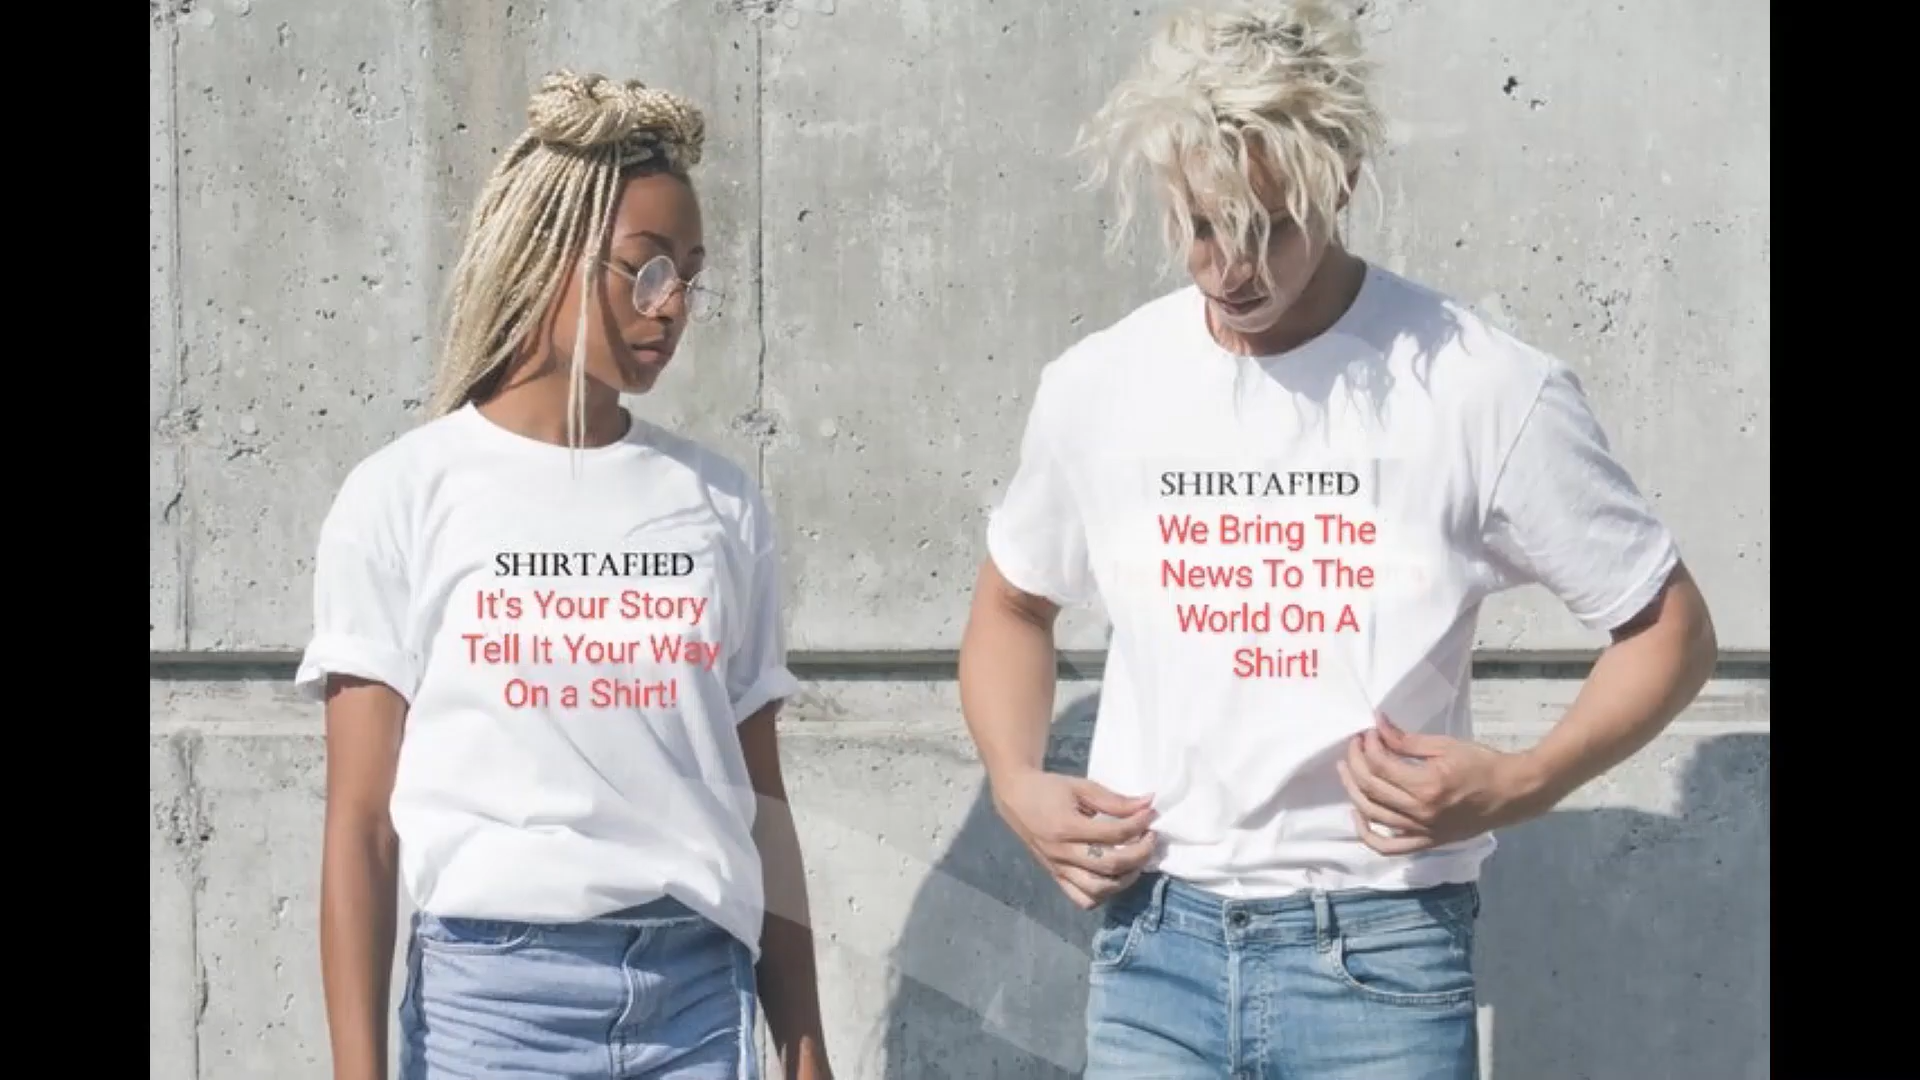 SHIRTAFIED
It's Your Story
Tell It Your Way
On a Shirt!
SHIRTAFIED
We Bring The
News To The
World On A
Shirt!